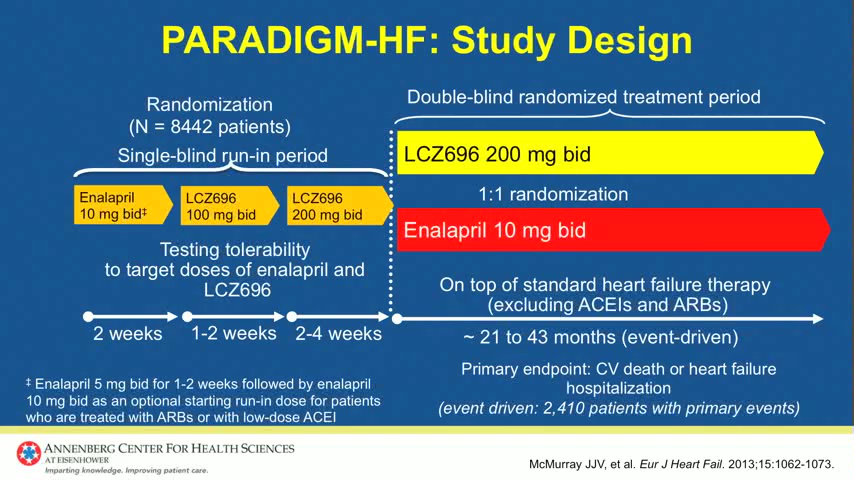 PARADIGM-HF: Study Design
Randomization
(N = 8442 patients)
Single-blind run-in period
Double-blind randomized treatment period
Enalapril
10 mg bid‡
LCZ696
100 mg bid
LCZ696
200 mg bid
LCZ696 200 mg bid
1:1 randomization
Enalapril 10 mg bid
Testing tolerability
to target doses of enalapril and
LCZ696
On top of standard heart failure therapy
(excluding ACEIs and ARBs)
2 weeks
1-2 weeks
2-4 weeks
~ 21 to 43 months (event-driven)
Primary endpoint: CV death or heart failure
hospitalization
(event driven: 2,410 patients with primary events)
‡ Enalapril 5 mg bid for 1-2 weeks followed by enalapril
10 mg bid as an optional starting run-in dose for patients
who are treated with ARBs or with low-dose ACEI
ANNENBERG CENTER FOR HEALTH SCIENCES
AT EISENHOWER
Imparting knowledge. Improving patient care.
McMurray JJV, et al. Eur J Heart Fail. 2013;15:1062-1073.